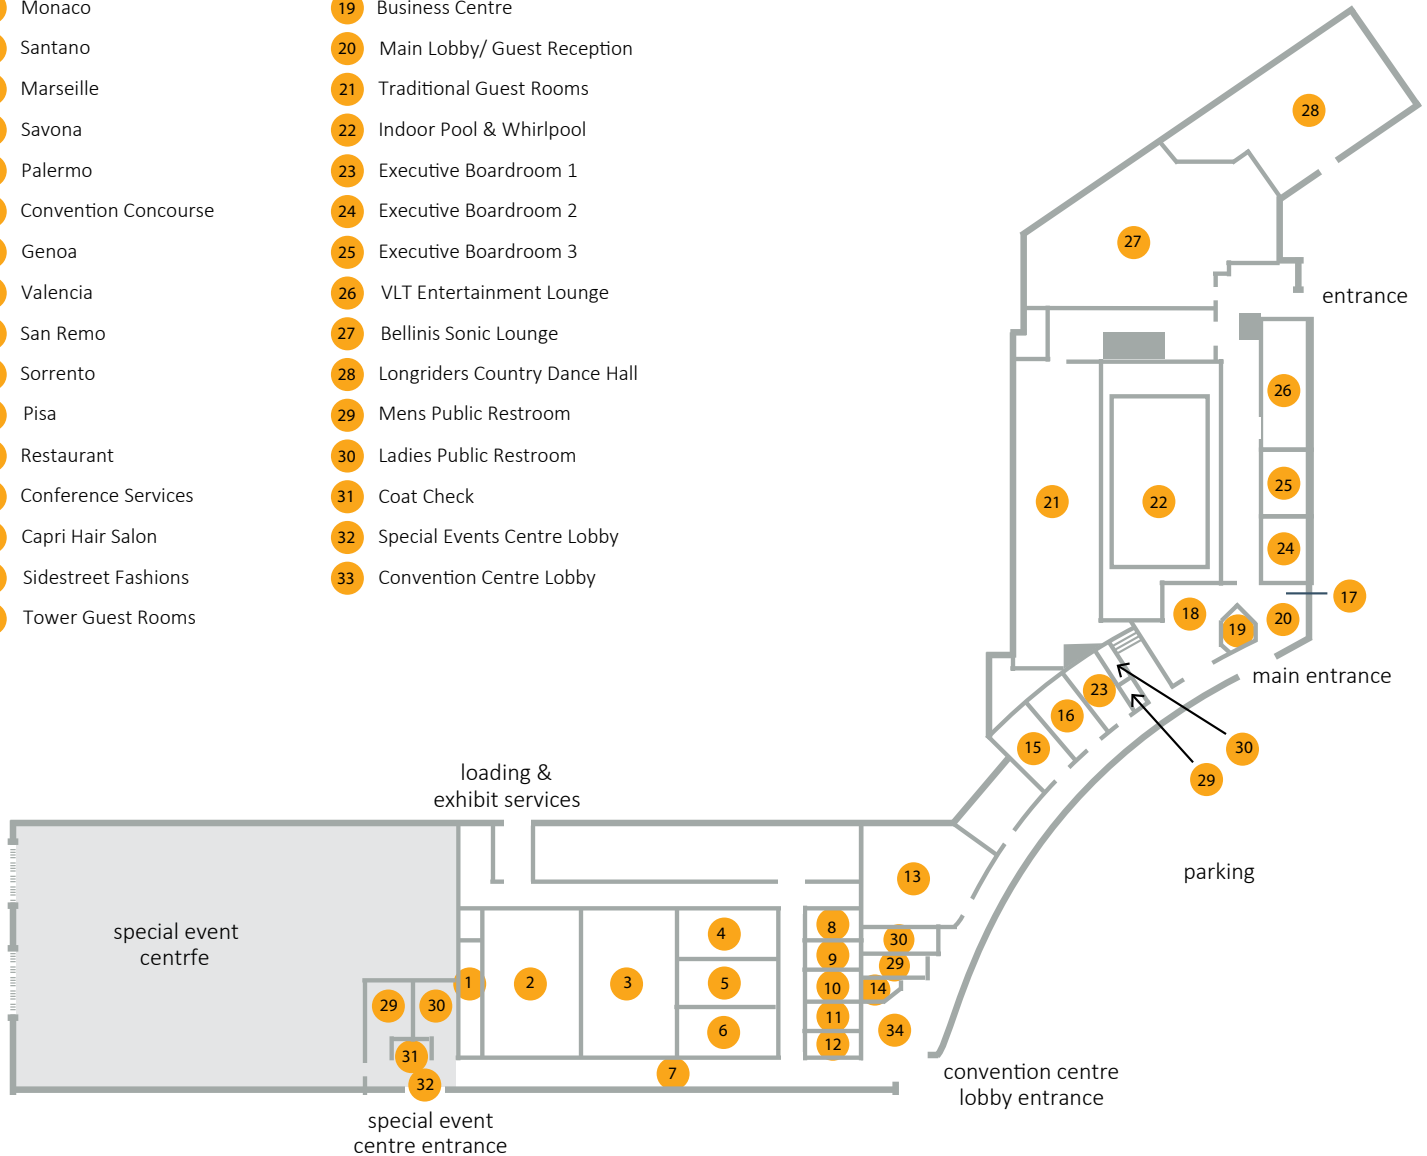 Monaco
Santano
Marseille
Savona
Palermo
Convention Concourse
Genoa
Valencia
San Remo
Sorrento
Pisa
Restaurant
Conference Services
Capri Hair Salon
Sidestreet Fashions
Tower Guest Rooms
19 Business Centre
20 Main Lobby/ Guest Reception
21 Traditional Guest Rooms
22 Indoor Pool & Whirlpool
23 Executive Boardroom 1
24 Executive Boardroom 2
25 Executive Boardroom 3
26 VLT Entertainment Lounge
27 Bellinis Sonic Lounge
28 Longriders Country Dance Hall
29 Mens Public Restroom
30 Ladies Public Restroom
31 Coat Check
32 Special Events Centre Lobby
33 Convention Centre Lobby
28
27
entrance
26
25
24
21
22
17
18
19
20
main entrance
23
16
15
30
29
loading &
exhibit services
parking
13
special event
centrfe
29
30
31
32
1
2
3
4
5
6
7
8
9
10
11
12
30
29
14
34
convention centre
lobby entrance
special event
centre entrance